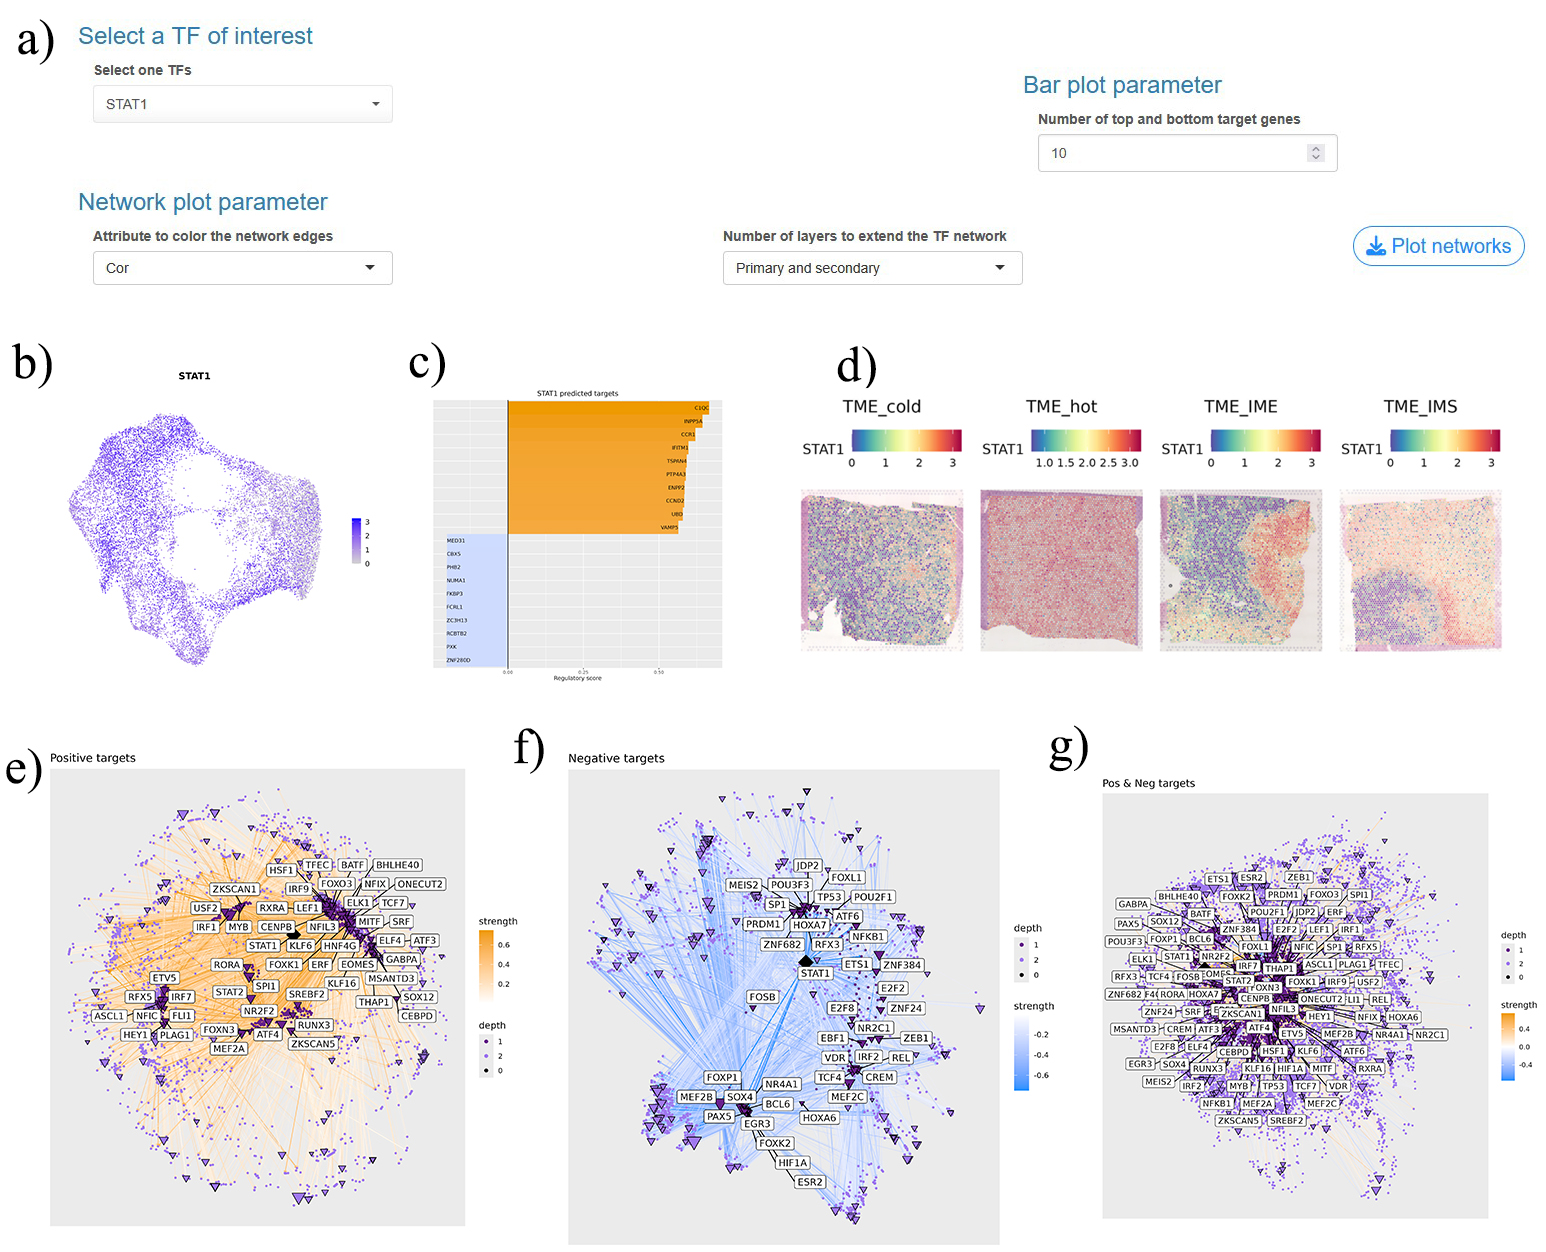 a)
Select a TF of interest
Select one TFs
STAT1
Bar plot parameter
Number of top and bottom target genes
10
Network plot parameter
Attribute to color the network edges
Cor
Number of layers to extend the TF network
Primary and secondary
Plot networks
b)
STAT1
3
2
1
0
c)
STAT1 predicted targets
C1QC
INPP5A
CCR1
IFITM1
TSPAN4
PTP4A3
ENPP2
CCND2
UBD
VAMP5
MED31
CBX5
PHB2
NUMA1
FKBP3
FCRL1
ZC3H13
RCBTB2
PXK
ZNF280D
0.00 0.25 0.50
Regulatory score
d)
TME_cold TME_hot TME_IME TME_IMS
STAT1 STAT1 STAT1 STAT1
0 1 2 3
1.0 1.5 2.0 2.5 3.0
0 1 2 3
0 1 2 3
e)
Positive targets
HSF1 TFEC BATF BHLHE40
ZKSCAN1 IRF9 FOXO3 NFIX ONECUT2
USF2 RXRA LEF1 ELK1 TCF7
IRF1 MYB CENPB NFIL3 MITF SRF
STAT1 KLF6 HNF4G ELF4 ATF3
RORA FOXK1 ERF EOMES GABPA
ETV5 STAT2 SPI1 KLF16 MSANTD3
RFX5 IRF7 SREBF2 THAP1 SOX12
ASCL1 NFIC FLI1 NR2F2 CEBPD
HEY1 PLAG1 FOXN3 ATF4 RUNX3
MEF2A ZKSCAN5
strength
0.6
0.4
0.2
depth
1
2
0
f)
Negative targets
JDP2
MEIS2 POU3F3 FOXL1
SP1 TP53 POU2F1
PRDM1 HOXA7 ATF6
ZNF682 RFX3 NFKB1
STAT1 ETS1 ZNF384
FOSB E2F2
E2F8 ZNF24
NR2C1
EBF1 ZEB1
VDR IRF2 REL
FOXP1 NR4A1 TCF4 CREM
MEF2B SOX4 BCL6 MEF2C
PAX5 EGR3 HOXA6
FOXK2
HIF1A
ESR2
depth
1
2
0
strength
-0.2
-0.4
-0.6
g)
Pos & Neg targets
ETS1 ESR2 ZEB1
BHLHE40 FOXK2 PRDM1 FOXO3 SPI1
GABPA BATF POU2F1 JDP2 ERF
PAX5 SOX12 ZNF384 E2F2 LEF1 IRF1
POU3F3 FOXP1 BCL6 FOXL1 NFIC SP1 RFX5
ELK1 STAT1 NR2F2 IRF7 THAP1 ASCL1 PLAG1 TFEC
RFX3 TCF4 FOSB STAT2 FOXK1 IRF9 USF2
ZNF682 RORA HOXA7 FOXN3 CENPB ONECUT2 REL
ZNF24 SRF ZKSCAN1 NFIL3 HEY1 NFIX HOXA6
MSANTD3 CREM ATF3 ATF4 ETV5 MEF2B NR4A1 NR2C1
E2F8 ELF4 CEBPD HSF1 KLF6 ATF6
EGR3 SOX4 RUNX3 KLF16 HIF1A MITF RXRA
MEIS2 IRF2 MYB TP53 TCF7 VDR
NFKB1 MEF2A MEF2C
ZKSCAN5 SREBF2
depth
1
2
0
strength
0.4
0.0
-0.4